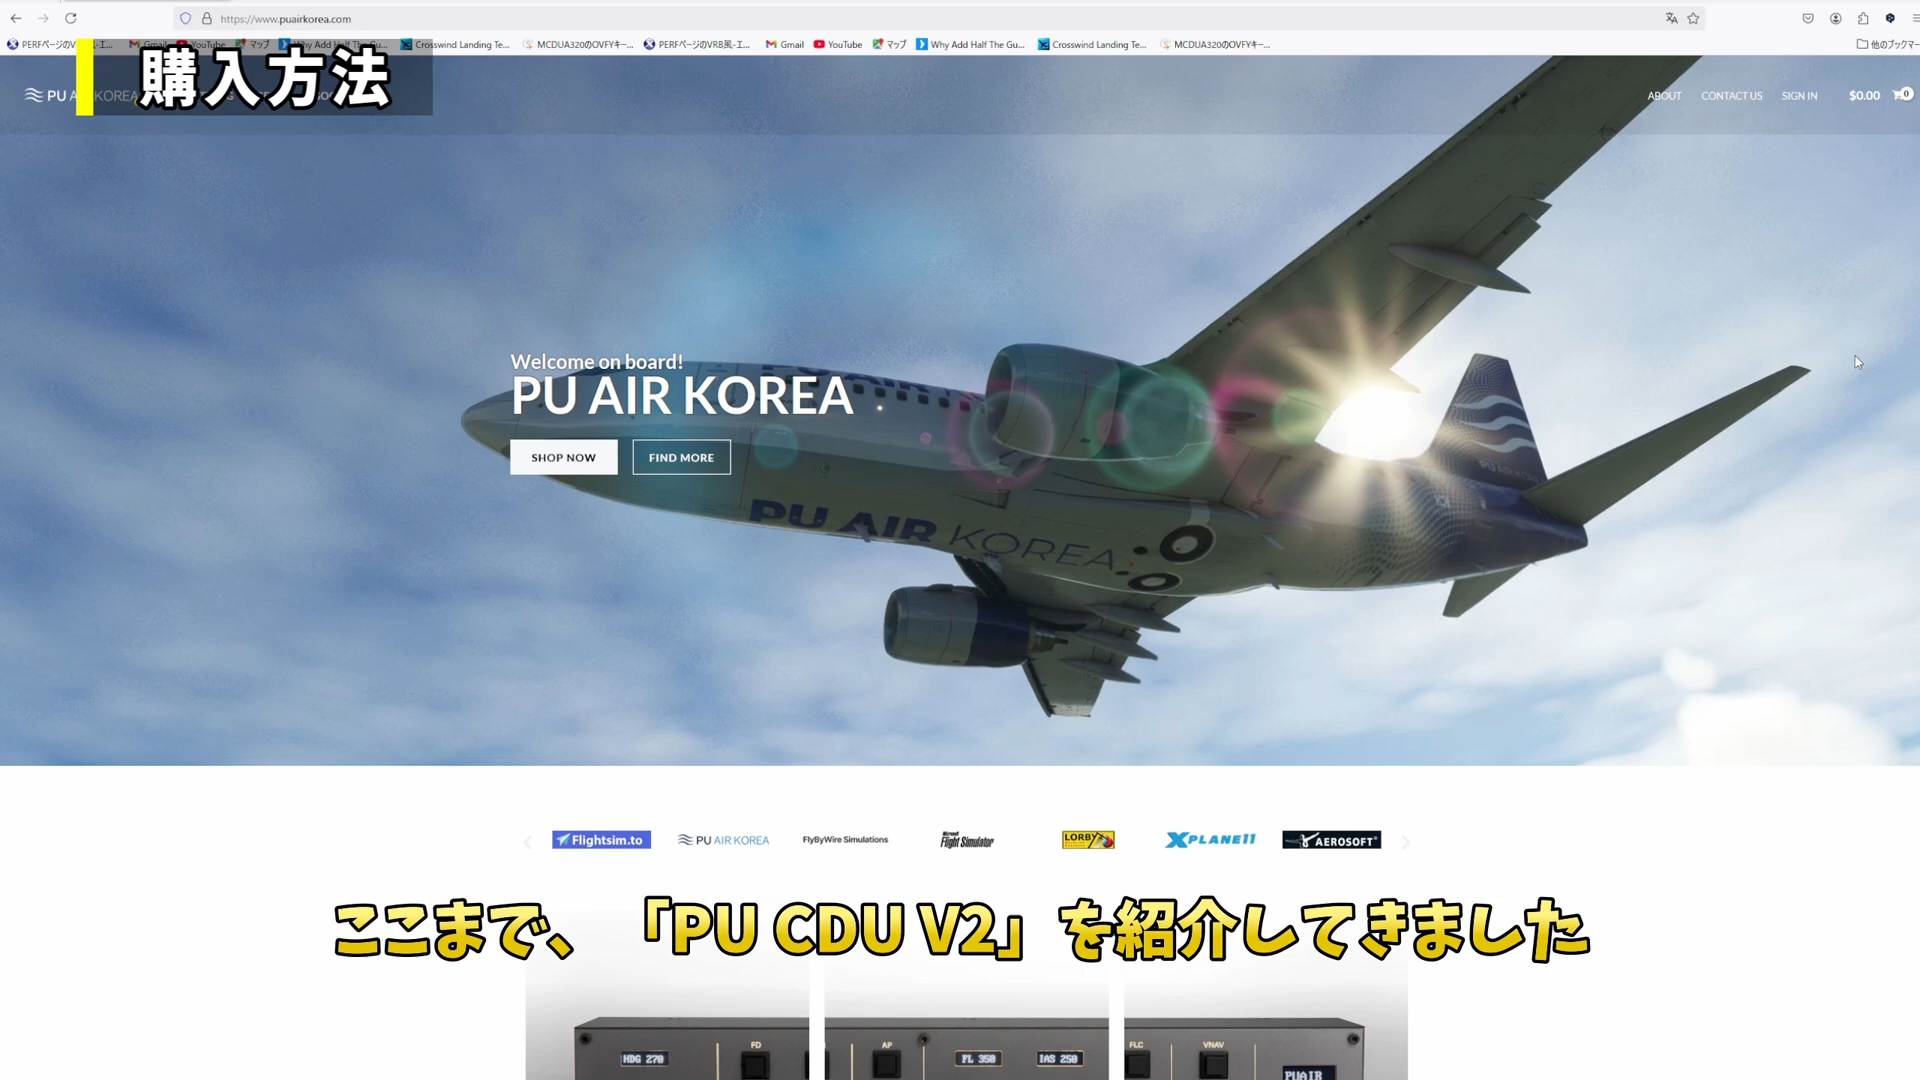 https://www.puairkorea.com
PERFページのV
L-エ...
Gmail
YouTube
マップ
Why Add Half The Gu...
Crosswind Landing Te...
MCDUA320のOVFYキー...
PERFページのVRB風-エ...
Gmail
YouTube
マップ
Why Add Half The Gu...
Crosswind Landing Te...
MCDUA320のOVFYキー...
他のブックマー
購入方法
PU A
KOREA
ABOUT
CONTACT US
SIGN IN
$0.00
0
Welcome on board!
PU AIR KOREA
SHOP NOW
FIND MORE
PU AIR KOREA
Flightsim.to
PU AIR KOREA
FlyByWire Simulations
Microsoft Flight Simulator
LORBY
XPLANE11
AEROSOFT
ここまで、「PU CDU V2」を紹介してきました
FD
AP
FLC
VNAV
HDG 270
FL 350
IAS 250
PUAIR